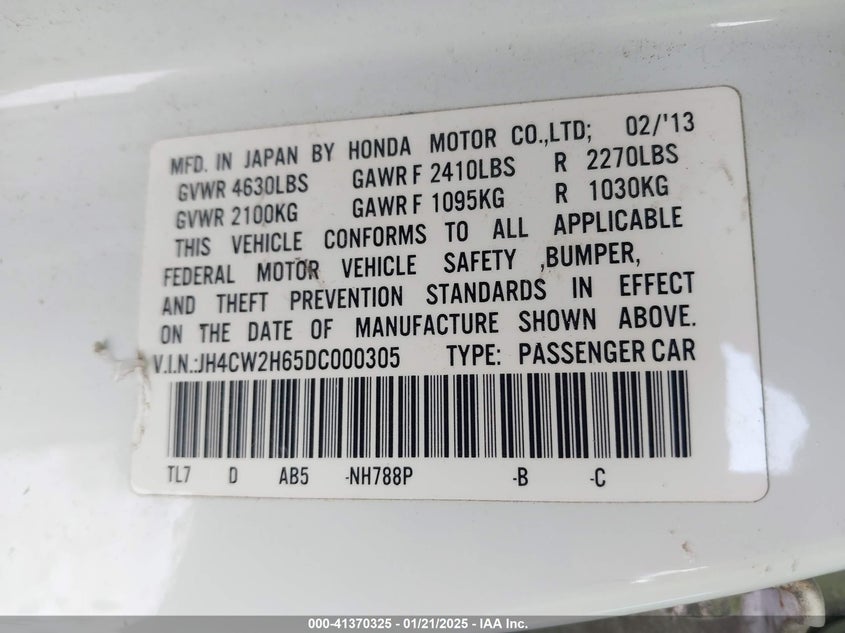 MFD. IN JAPAN BY HONDA MOTOR CO.,LTD; 02/'13
GVWR 4630LBS GAWR F 2410LBS R 2270LBS
GVWR 2100KG GAWR F 1095KG R 1030KG
THIS VEHICLE CONFORMS TO ALL APPLICABLE
FEDERAL MOTOR VEHICLE SAFETY ,BUMPER,
AND THEFT PREVENTION STANDARDS IN EFFECT
ON THE DATE OF MANUFACTURE SHOWN ABOVE.
V.I.N.:JH4CW2H65DC000305 TYPE: PASSENGER CAR
TL7 D AB5 -NH788P -B -C
000-41370325 - 01/21/2025 - IAA Inc.